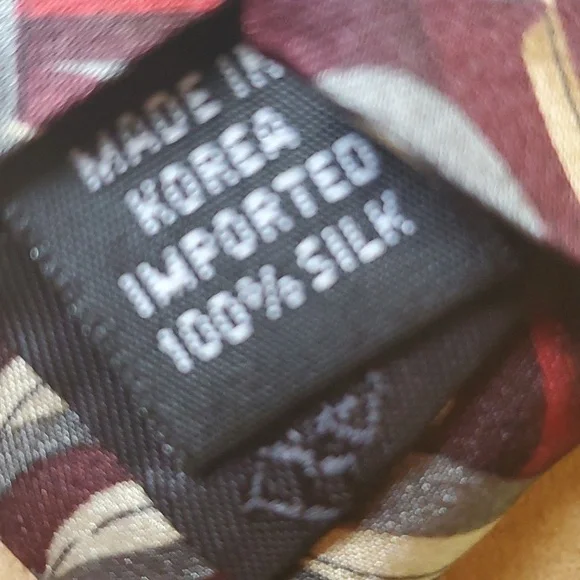 MADE IN
KOREA
IMPORTED
100% SILK